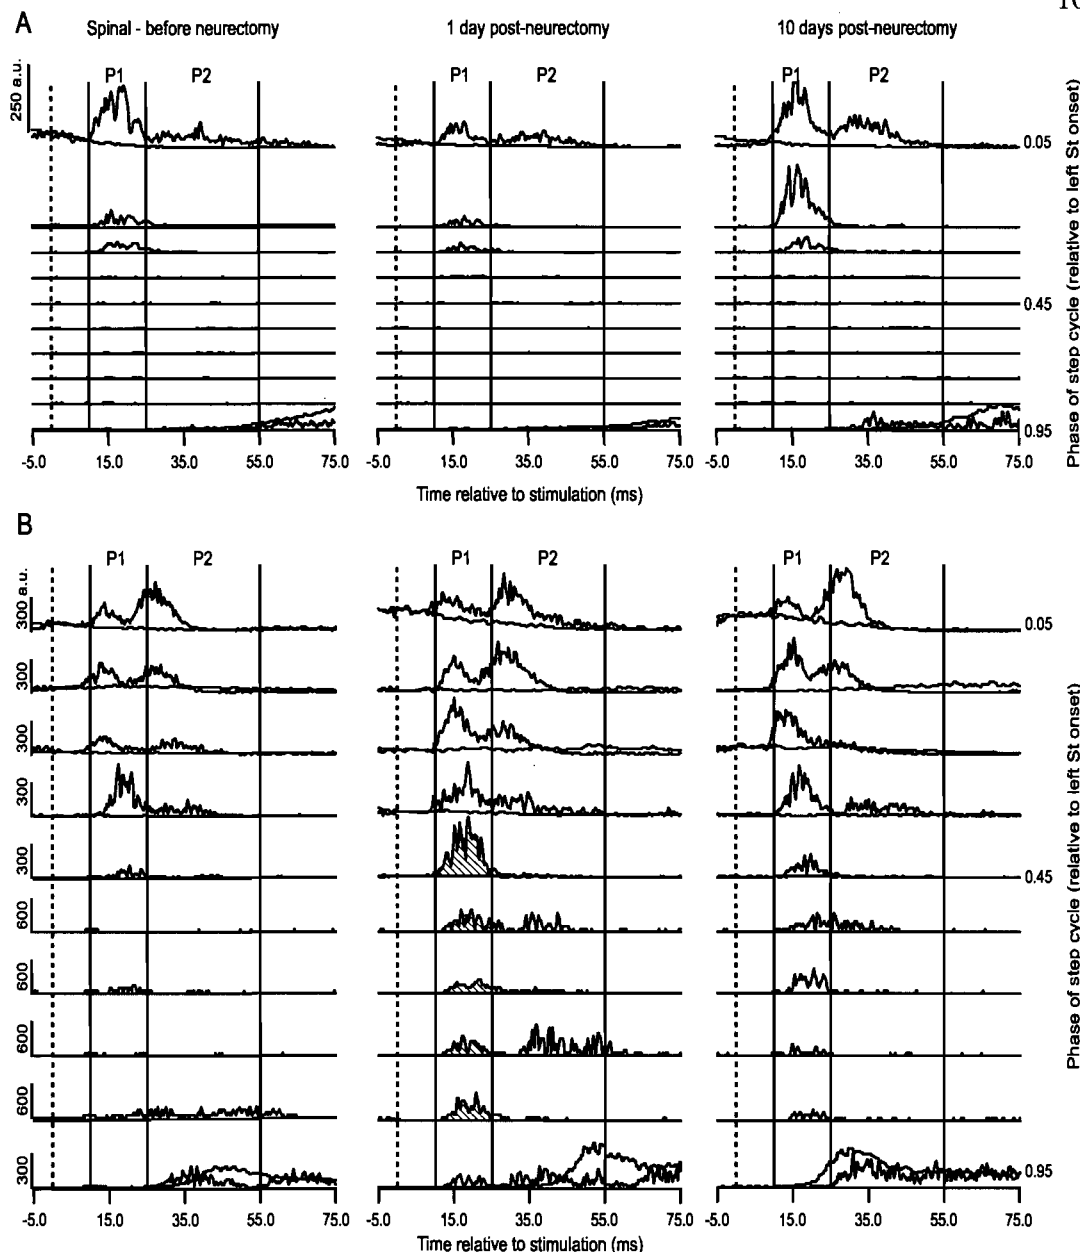 10
A
Spinal - before neurectomy
1 day post-neurectomy
10 days post-neurectomy
250 a.u.
P1 P2
P1 P2
P1 P2
0.05
0.45
0.95
Phase of step cycle (relative to left St onset)
-5.0 15.0 35.0 55.0 75.0
-5.0 15.0 35.0 55.0 75.0
-5.0 15.0 35.0 55.0 75.0
Time relative to stimulation (ms)
B
P1 P2
P1 P2
P1 P2
300 a.u.
0.05
300
300
300
300
0.45
600
600
600
600
300
0.95
Phase of step cycle (relative to left St onset)
-5.0 15.0 35.0 55.0 75.0
-5.0 15.0 35.0 55.0 75.0
-5.0 15.0 35.0 55.0 75.0
Time relative to stimulation (ms)